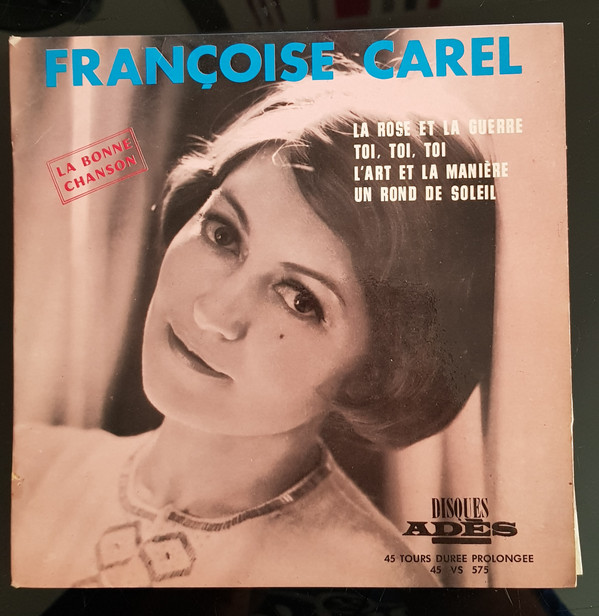 FRANÇOISE CAREL
LA ROSE ET LA GUERRE
TOI, TOI, TOI
L'ART ET LA MANIÈRE
UN ROND DE SOLEIL
LA BONNE
CHANSON
DISQUES
ADÈS
45 TOURS DUREE PROLONGEE
45 VS 575